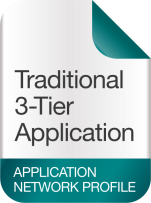 Traditional
3-Tier
Application
APPLICATION
NETWORK PROFILE